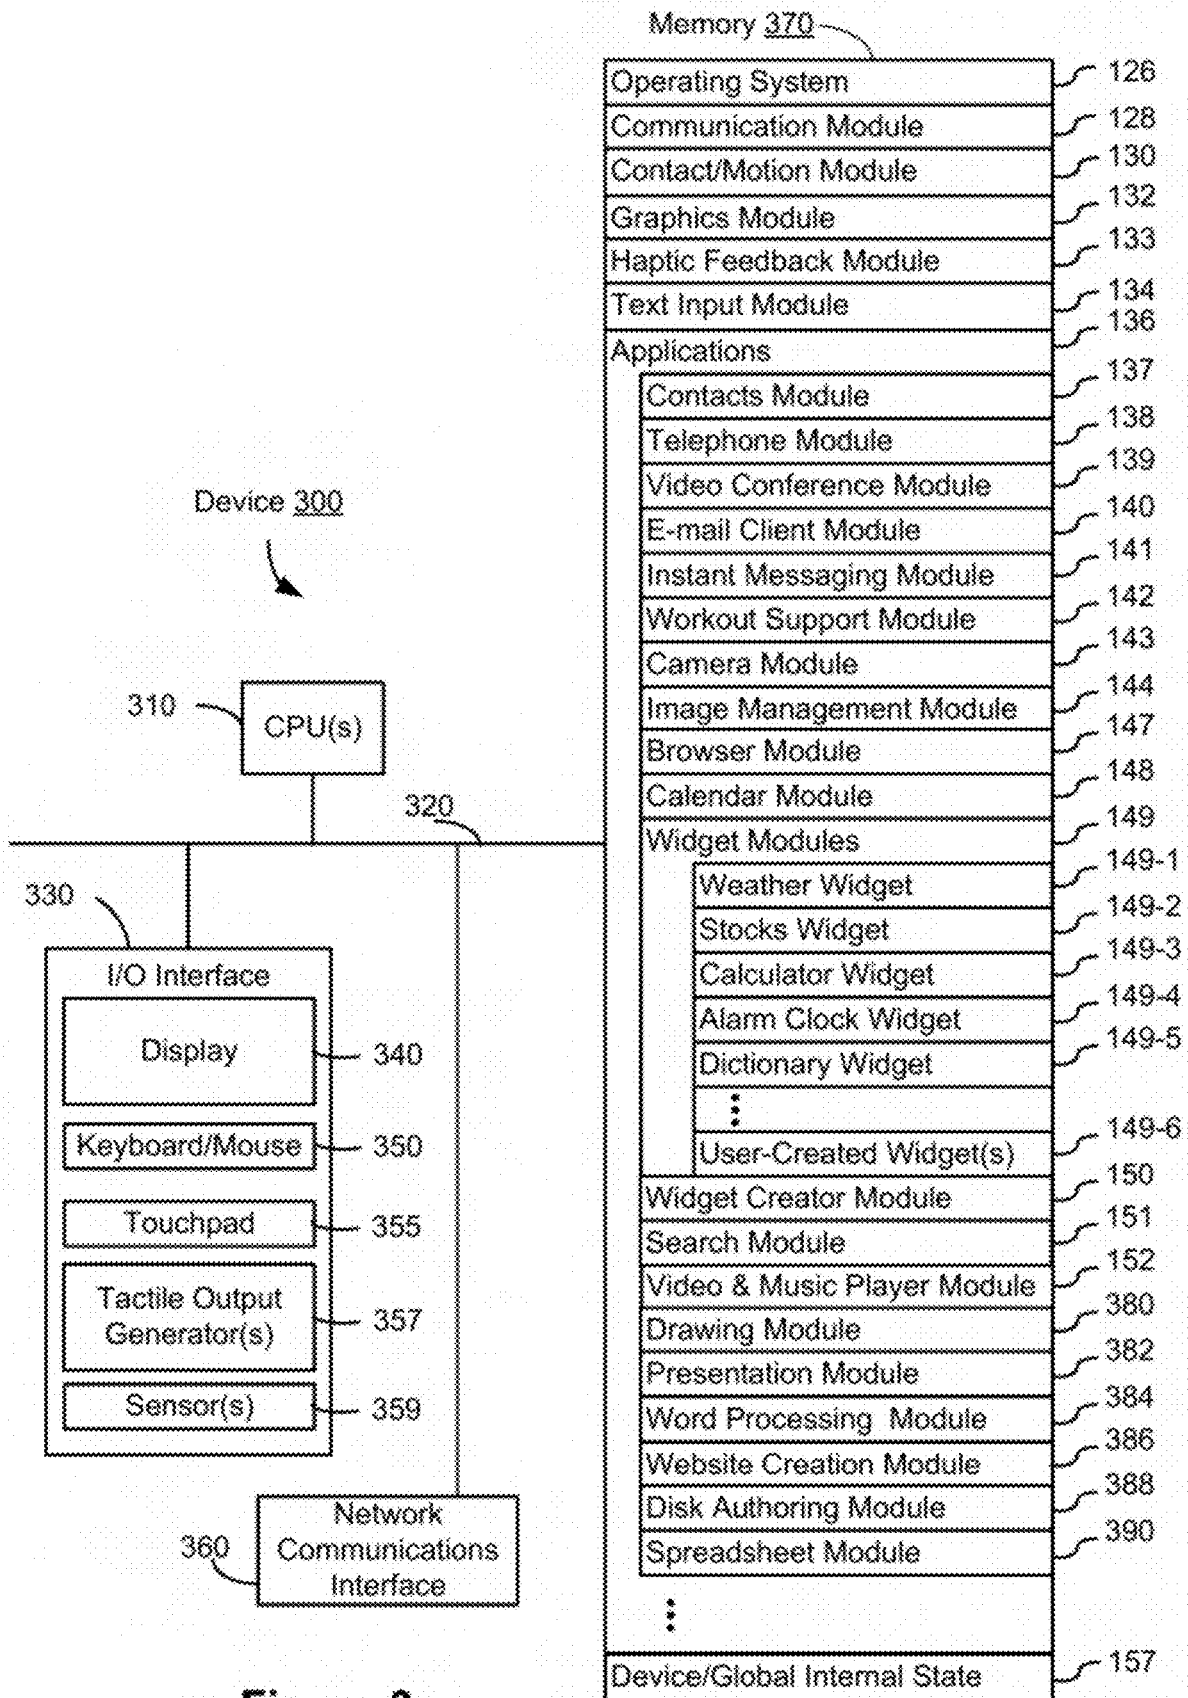 Memory 370
Operating System 126
Communication Module 128
Contact/Motion Module 130
Graphics Module 132
Haptic Feedback Module 133
Text Input Module 134
Applications 136
Contacts Module 137
Telephone Module 138
Video Conference Module 139
E-mail Client Module 140
Instant Messaging Module 141
Workout Support Module 142
Camera Module 143
Image Management Module 144
Browser Module 147
Calendar Module 148
Widget Modules 149
Weather Widget 149-1
Stocks Widget 149-2
Calculator Widget 149-3
Alarm Clock Widget 149-4
Dictionary Widget 149-5
User-Created Widget(s) 149-6
Widget Creator Module 150
Search Module 151
Video & Music Player Module 152
Drawing Module 380
Presentation Module 382
Word Processing Module 384
Website Creation Module 386
Disk Authoring Module 388
Spreadsheet Module 390
Device/Global Internal State 157
Device 300
310
CPU(s)
320
330
I/O Interface
Display 340
Keyboard/Mouse 350
Touchpad 355
Tactile Output
Generator(s) 357
Sensor(s) 359
360
Network
Communications
Interface